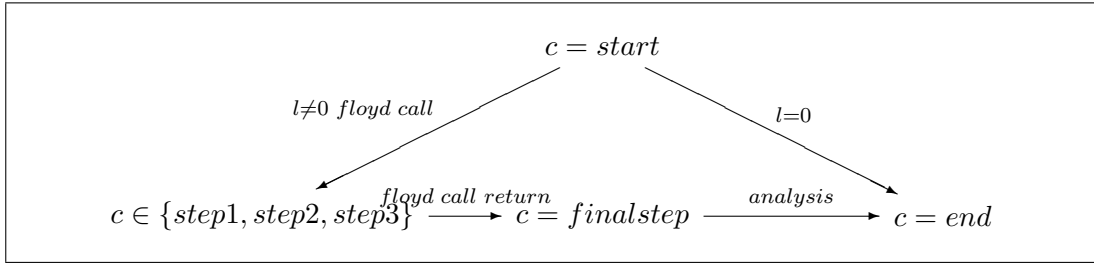 c = start
l≠0 floyd call
l=0
floyd call return
analysis
c ∈ {step1, step2, step3}
c = finalstep
c = end